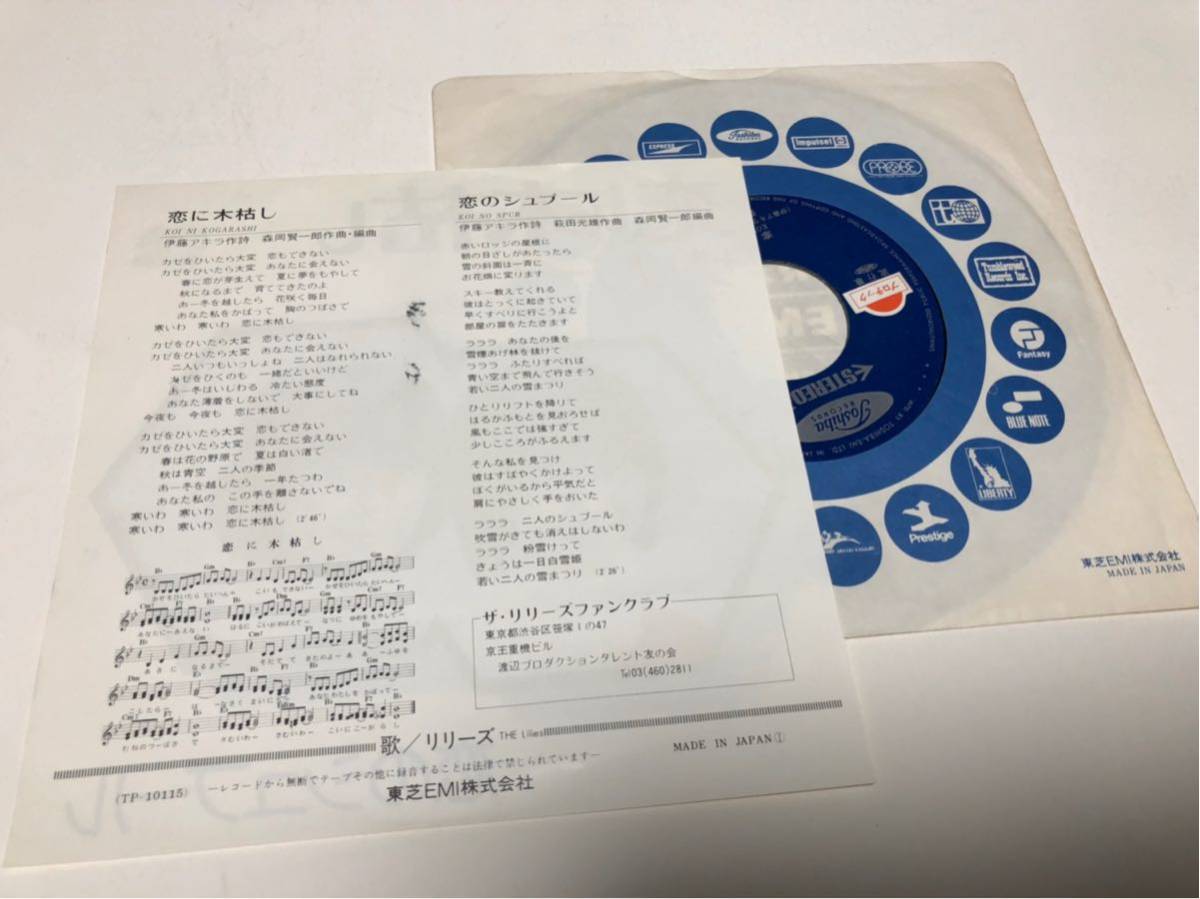 恋に木枯し
KOI NI KOGARASHI
伊藤アキラ作詩 森岡賢一郎作曲・編曲
カゼをひいたら大変 恋もできない
カゼをひいたら大変 あなたに会えない
春に恋が芽生えて 夏に夢をもやして
秋になるまで 育ててきたのよ
あー冬を越したら 花咲く毎日
あなた私をかばって 胸のつばさで
寒いわ 寒いわ 恋に木枯し
カゼをひいたら大変 恋もできない
カゼをひいたら大変 あなたに会えない
二人いつもいっしょね 二人はなれられない
カゼをひくのも 一緒だといいけど
あー冬はいじわる 冷たい態度
あなた薄着をしないで 大事にしてね
今夜も 今夜も 恋に木枯し
カゼをひいたら大変 恋もできない
カゼをひいたら大変 あなたに会えない
春は花の野原で 夏は白い渚で
秋は青空 二人の季節
あー冬を越したら 一年たつわ
あなた私の この手を離さないでね
寒いわ 寒いわ 恋に木枯し
寒いわ 寒いわ 恋に木枯し (2'46")
恋に木枯し
恋のシュプール
KOI NO SPUR
伊藤アキラ作詩 萩田光雄作曲 森岡賢一郎編曲
赤いロッジの屋根に
朝の日ざしがあたったら
雪の斜面は一斉に
お花畑に変ります
スキー教えてくれる
彼はとっくに起きていて
早くすべりに行こうよと
部屋の扉をたたきます
ラララ あなたの後を
雪煙あげ林を抜けて
ラララ ふたりすべれば
青い空まで飛んで行きそう
若い二人の雪まつり
ひとりリフトを降りて
はるかふもとを見おろせば
風もここでは強すぎて
少しこころがふるえます
そんな私を見つけ
彼はすばやくかけよって
ぼくがいるから平気だと
肩にやさしく手をおいた
ラララ 二人のシュプール
吹雪がきても消えはしないわ
ラララ 粉雪けって
きょうは一日白雪姫
若い二人の雪まつり (2'26")
ザ・リリーズファンクラブ
東京都渋谷区笹塚1の47
京王重機ビル
渡辺プロダクションタレント友の会
Tel03(460)2811
歌／リリーズ THE Lilies
MADE IN JAPAN①
(TP-10115)
―レコードから無断でテープその他に録音することは法律で禁じられています―
東芝EMI株式会社
EXPRESS
Toshiba
RECORDS
Impulse!
PROBE
Tumbleweed
Records Inc.
Fantasy
BLUE NOTE
LIBERTY
Prestige
東芝EMI株式会社
MADE IN JAPAN
プロテック
EM
STEREO
Toshiba
RECORDS